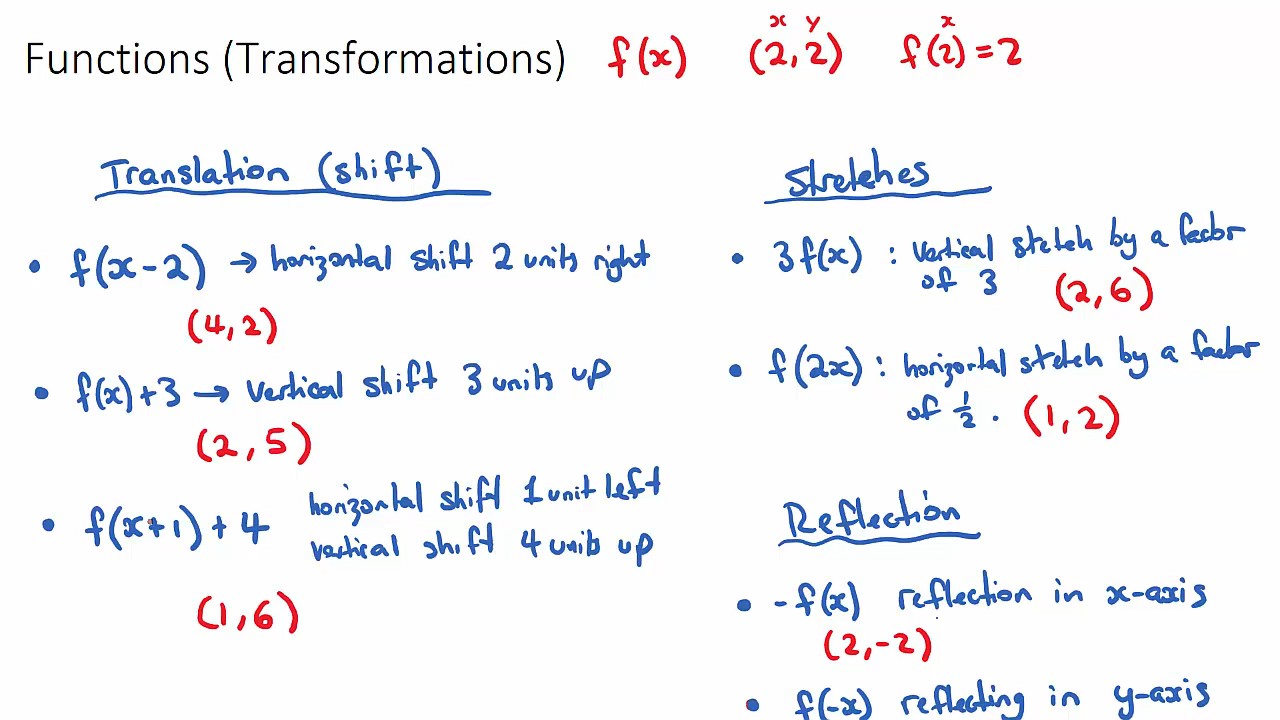 Functions (Transformations)
f(x)
x y
(2,2)
x
f(2)=2
Translation (shift)
• f(x-2) → horizontal shift 2 units right
(4,2)
• f(x)+3 → vertical shift 3 units up
(2,5)
• f(x+1)+4
horizontal shift 1 unit left
vertical shift 4 units up
(1,6)
Stretches
• 3f(x) : vertical stetch by a factor
of 3 (2,6)
• f(2x) : horizontal stetch by a factor
of 1/2. (1,2)
Reflection
• -f(x) reflection in x-axis
(2,-2)
• f(-x) reflecting in y-axis